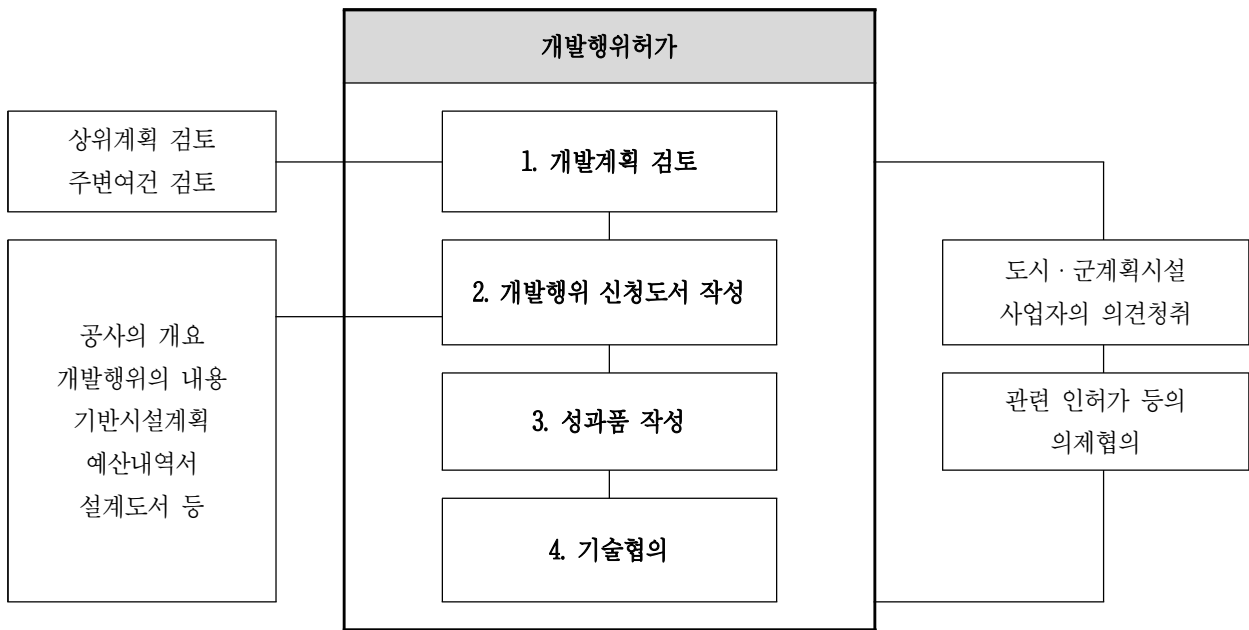 개발행위허가
상위계획 검토
주변여건 검토
1. 개발계획 검토
2. 개발행위 신청도서 작성
공사의 개요
개발행위의 내용
기반시설계획
예산내역서
설계도서 등
3. 성과품 작성
4. 기술협의
도시 · 군계획시설
사업자의 의견청취
관련 인허가 등의
의제협의